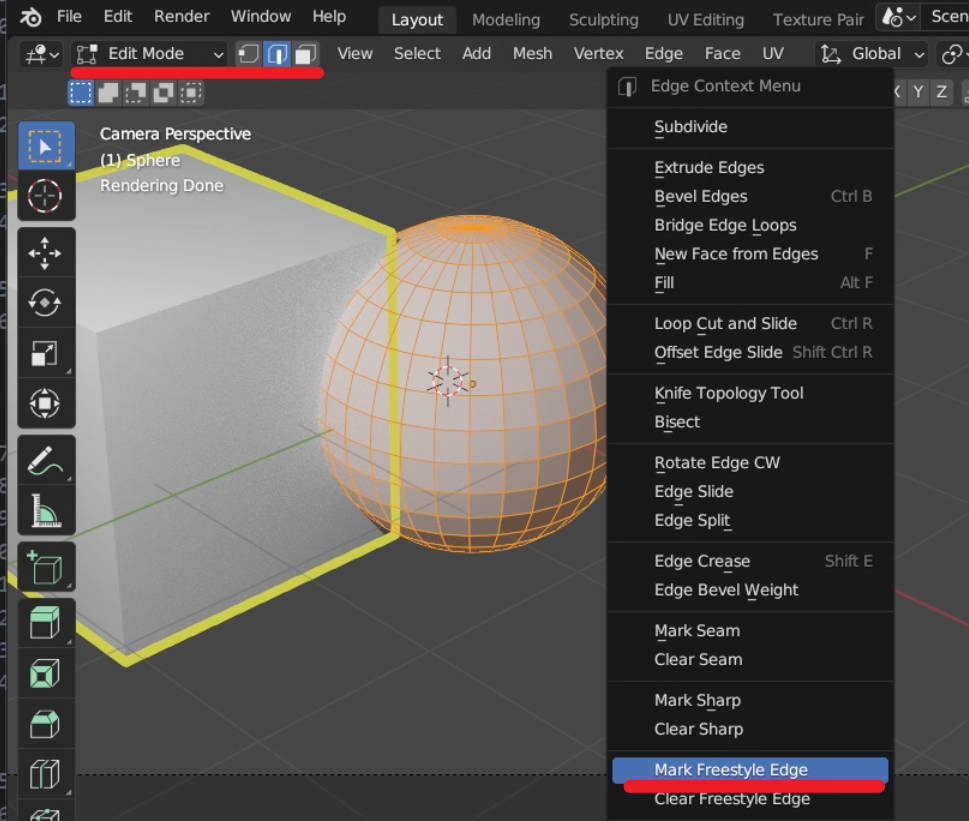 File Edit Render Window Help Layout Modeling Sculpting UV Editing Texture Pair Scen
Edit Mode View Select Add Mesh Vertex Edge Face UV Global
Y Z
Camera Perspective
(1) Sphere
Rendering Done
Edge Context Menu
Subdivide
Extrude Edges
Bevel Edges Ctrl B
Bridge Edge Loops
New Face from Edges F
Fill Alt F
Loop Cut and Slide Ctrl R
Offset Edge Slide Shift Ctrl R
Knife Topology Tool
Bisect
Rotate Edge CW
Edge Slide
Edge Split
Edge Crease Shift E
Edge Bevel Weight
Mark Seam
Clear Seam
Mark Sharp
Clear Sharp
Mark Freestyle Edge
Clear Freestyle Edge